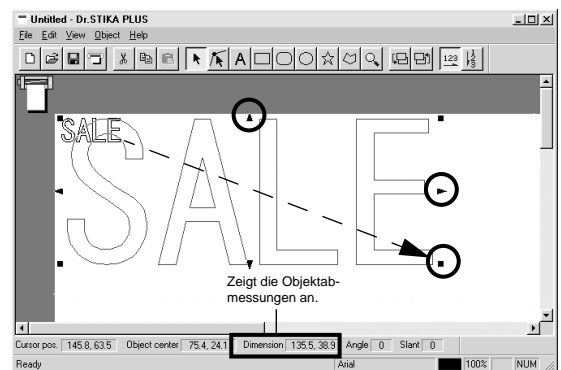 Untitled - Dr.STIKA PLUS
File Edit View Object Help
A 123 123
SALE
SALE
Zeigt die Objektab-
messungen an.
Cursor pos. 145.8, 63.5 Object center 75.4, 24.1 Dimension 135.5, 38.9 Angle 0 Slant 0
Ready Arial 100% NUM